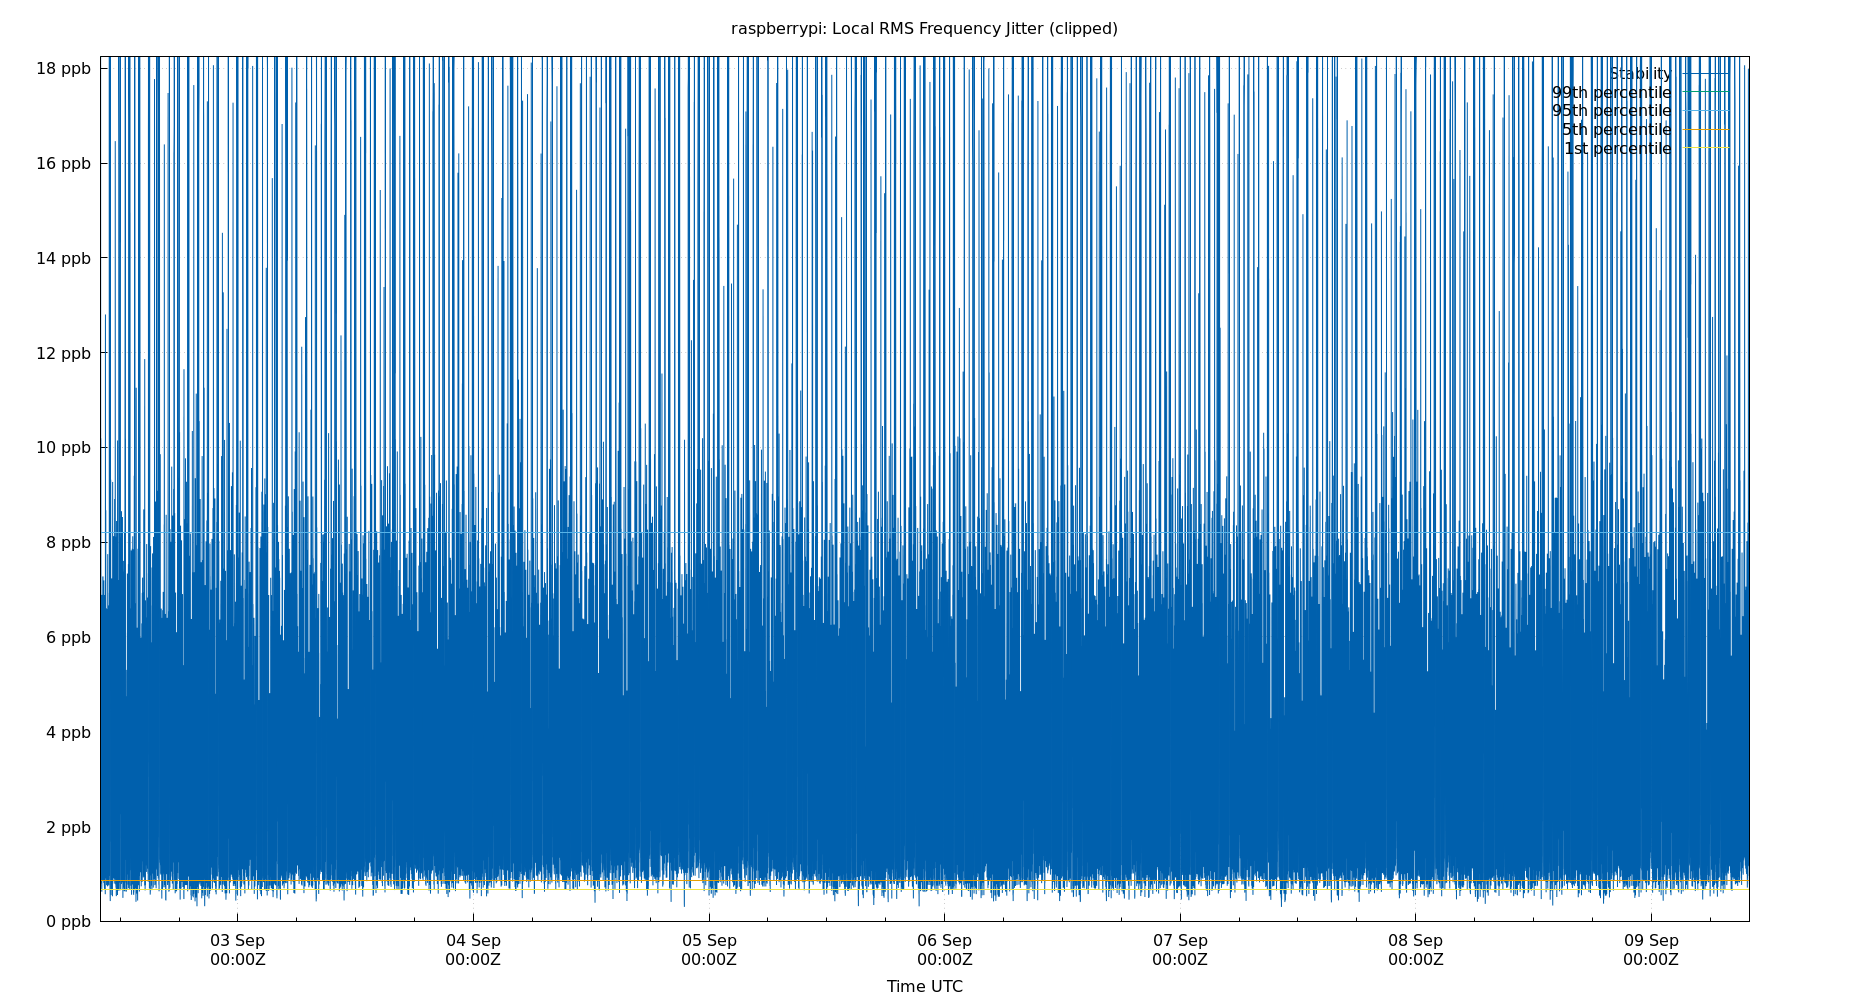 raspberrypi: Local RMS Frequency Jitter (clipped)
18 ppb
16 ppb
14 ppb
12 ppb
10 ppb
8 ppb
6 ppb
4 ppb
2 ppb
0 ppb
Stability
99th percentile
95th percentile
5th percentile
1st percentile
03 Sep 04 Sep 05 Sep 06 Sep 07 Sep 08 Sep 09 Sep
00:00Z 00:00Z 00:00Z 00:00Z 00:00Z 00:00Z 00:00Z
Time UTC